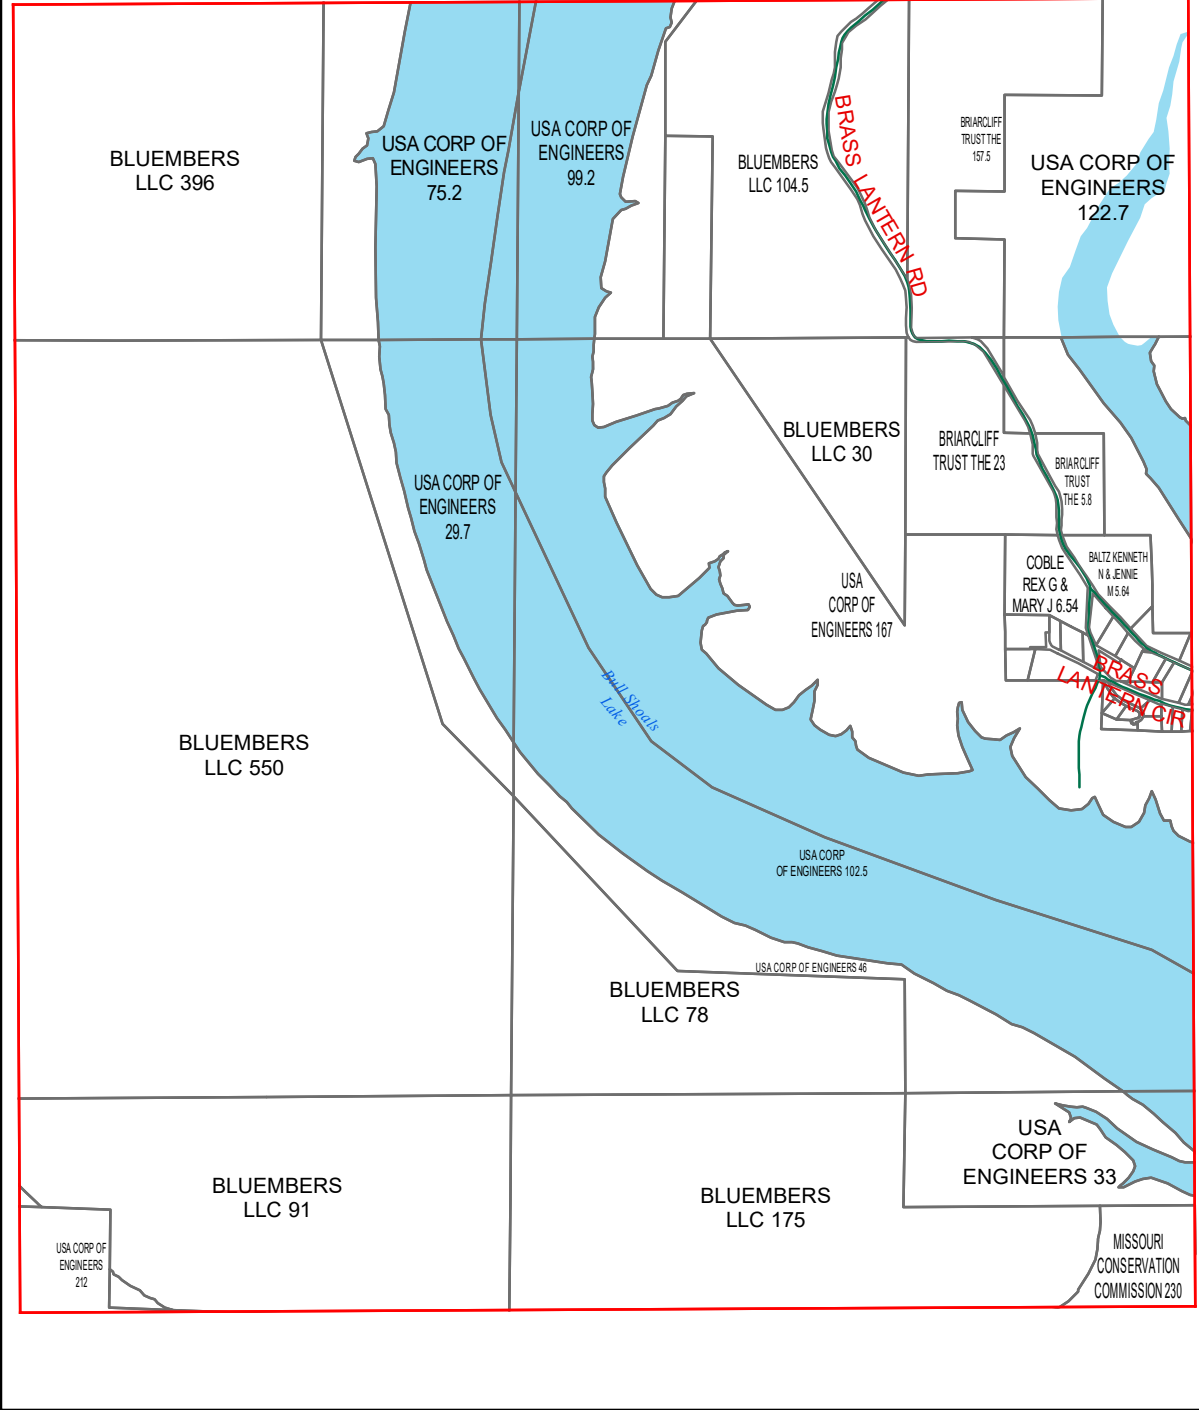 BLUEMBERS
LLC 396
USA CORP OF
ENGINEERS
75.2
USA CORP OF
ENGINEERS
99.2
BLUEMBERS
LLC 104.5
BRASS LANTERN RD
BRIARCLIFF
TRUST THE
157.5
USA CORP OF
ENGINEERS
122.7
BLUEMBERS
LLC 30
BRIARCLIFF
TRUST THE 23
BRIARCLIFF
TRUST
THE 5.8
USA CORP OF
ENGINEERS
29.7
USA
CORP OF
ENGINEERS 167
COBLE
REX G &
MARY J 6.54
BALTZ KENNETH
N & JENNIE
M 5.64
BRASS
LANTERN CIR
Bull Shoals
Lake
BLUEMBERS
LLC 550
USA CORP
OF ENGINEERS 102.5
USA CORP OF ENGINEERS 46
BLUEMBERS
LLC 78
USA
CORP OF
ENGINEERS 33
BLUEMBERS
LLC 91
BLUEMBERS
LLC 175
USA CORP OF
ENGINEERS
212
MISSOURI
CONSERVATION
COMMISSION 230